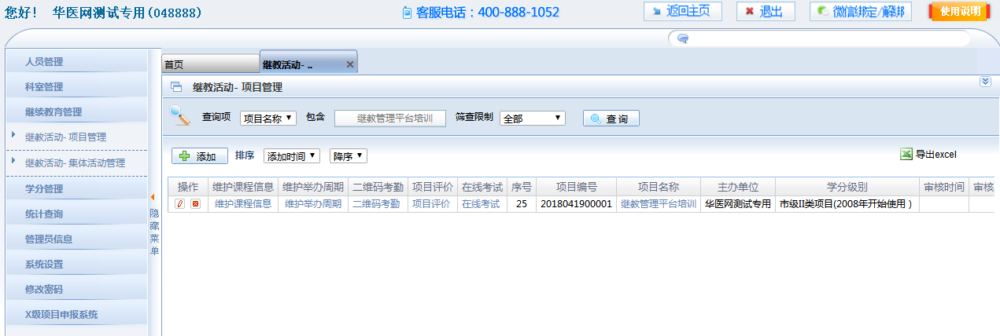 您好！ 华医网测试专用(048888)
客服电话：400-888-1052
返回主页
退出
微信绑定/解绑
使用说明
人员管理
科室管理
继续教育管理
继教活动- 项目管理
继教活动- 集体活动管理
学分管理
统计查询
管理员信息
系统设置
修改密码
X级项目申报系统
隐藏菜单
首页
继教活动- ..
继教活动- 项目管理
查询项 项目名称 包含 继教管理平台培训 筛查限制 全部 查 询
添加 排序 添加时间 降序 导出excel
操作 维护课程信息 维护举办周期 二维码考勤 项目评价 在线考试 序号 项目编号 项目名称 主办单位 学分级别 审核时间 审核
维护课程信息 维护举办周期 二维码考勤 项目评价 在线考试 25 2018041900001 继教管理平台培训 华医网测试专用 市级II类项目(2008年开始使用 )